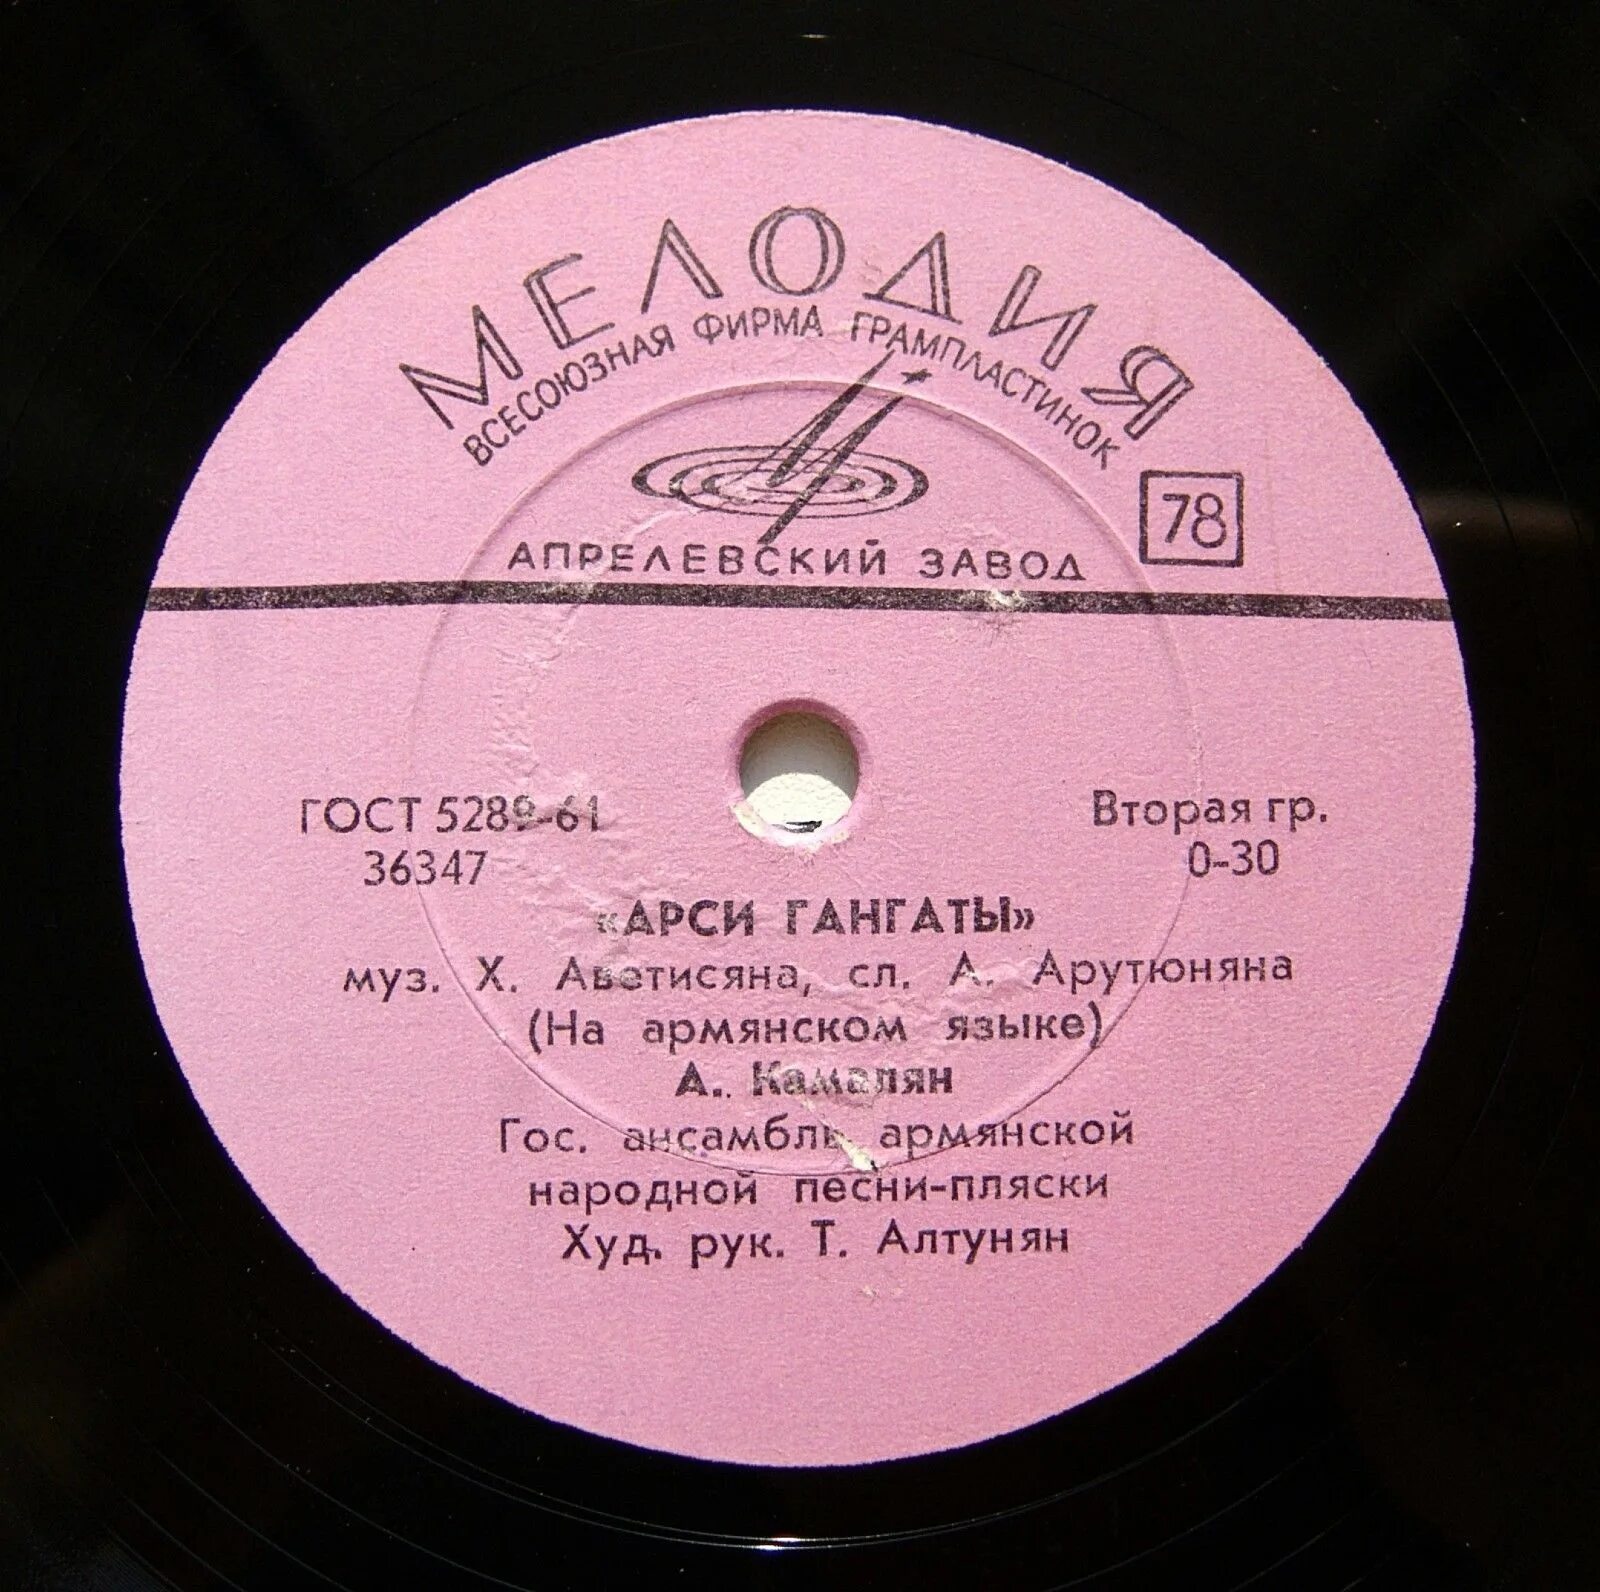 МЕЛОДИЯ
ВСЕСОЮЗНАЯ ФИРМА ГРАМПЛАСТИНОК
78
АПРЕЛЕВСКИЙ ЗАВОД
ГОСТ 5289-61
36347
Вторая гр.
0-30
«АРСИ ГАНГАТЫ»
муз. Х. Аветисяна, сл. А. Арутюняна
(На армянском языке)
А. Камалян
Гос. ансамбль армянской
народной песни-пляски
Худ. рук. Т. Алтунян